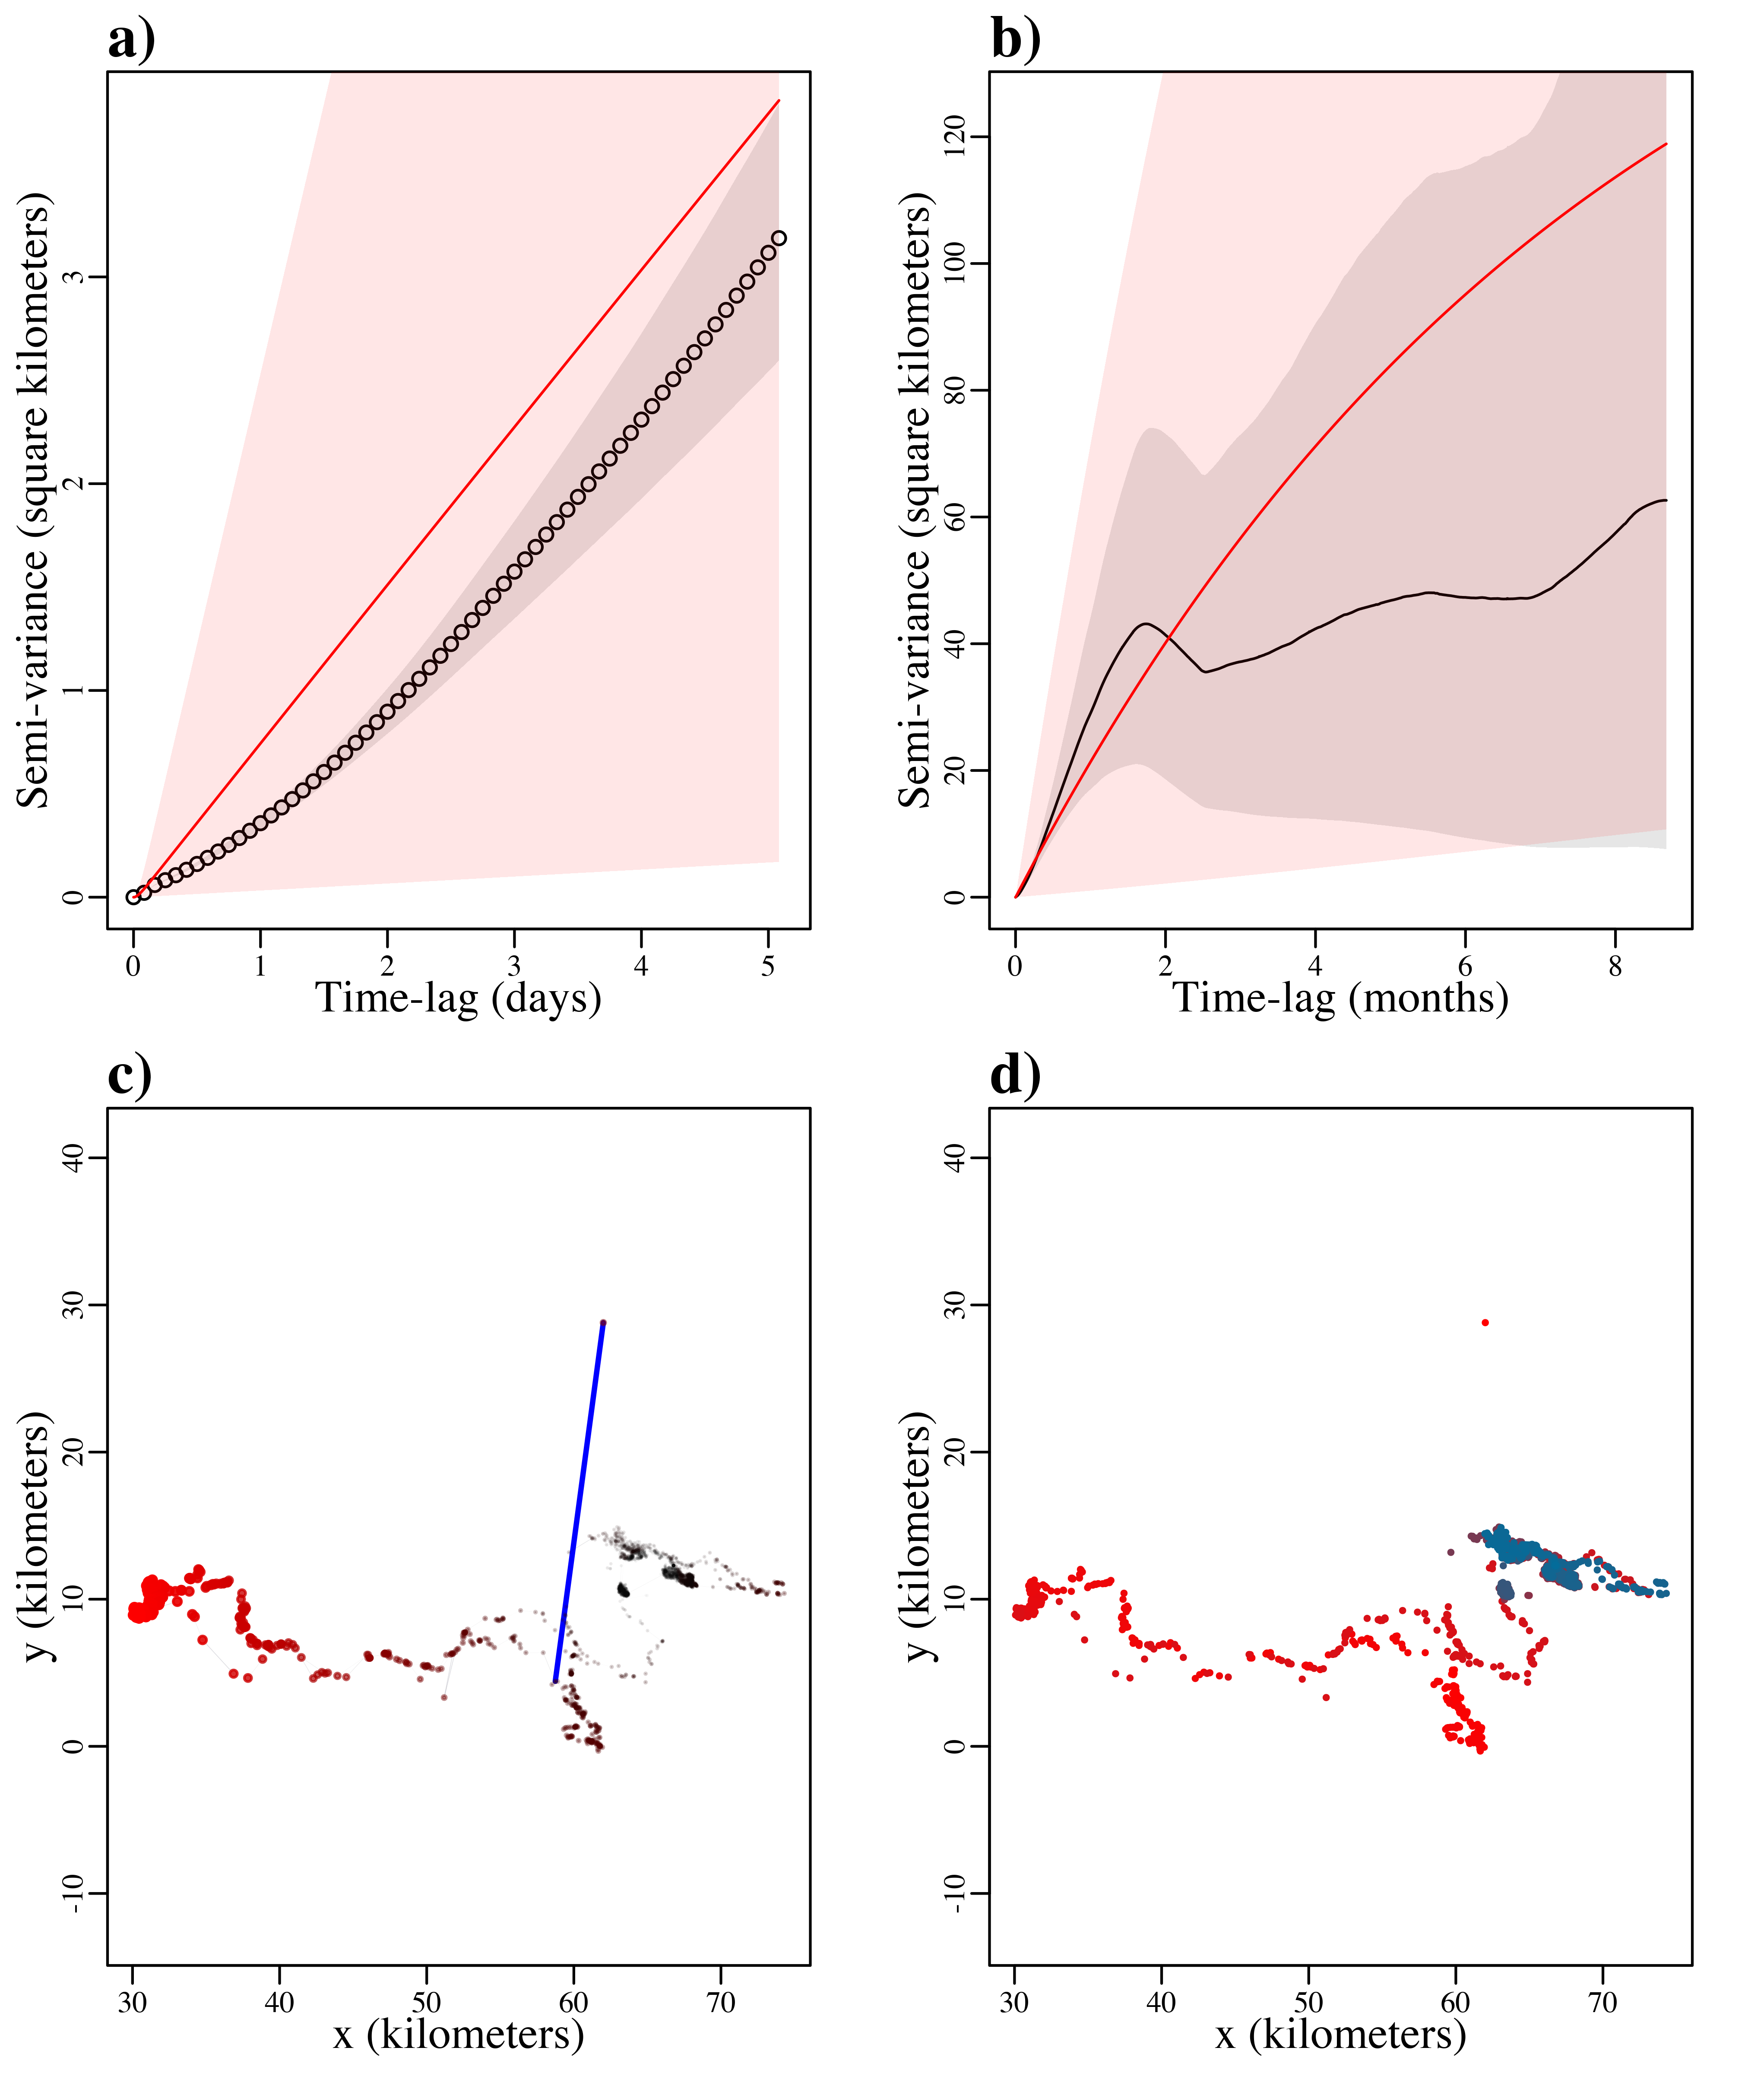 a)
Semi-variance (square kilometers)
3
2
1
0
0 1 2 3 4 5
Time-lag (days)
b)
Semi-variance (square kilometers)
120
100
80
60
40
20
0
0 2 4 6 8
Time-lag (months)
c)
y (kilometers)
40
30
20
10
0
-10
30 40 50 60 70
x (kilometers)
d)
y (kilometers)
40
30
20
10
0
-10
30 40 50 60 70
x (kilometers)